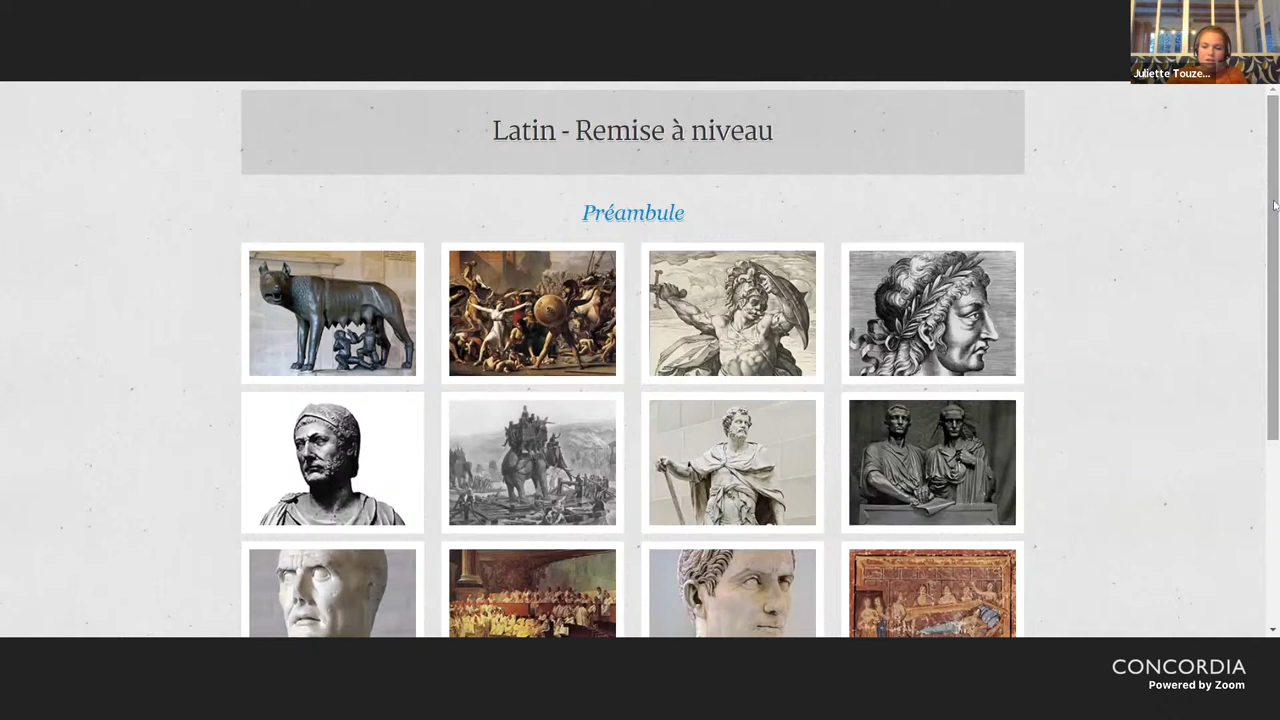 Juliette Touze...
Latin - Remise à niveau
Préambule
CONCORDIA
Powered by Zoom